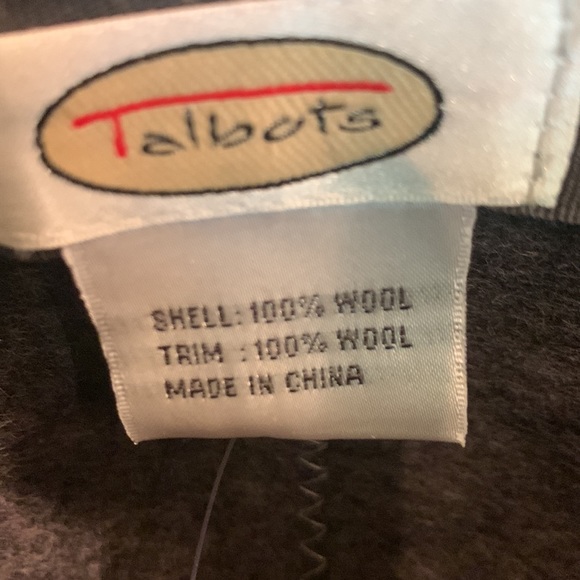 Talbots
SHELL: 100% WOOL
TRIM : 100% WOOL
MADE IN CHINA